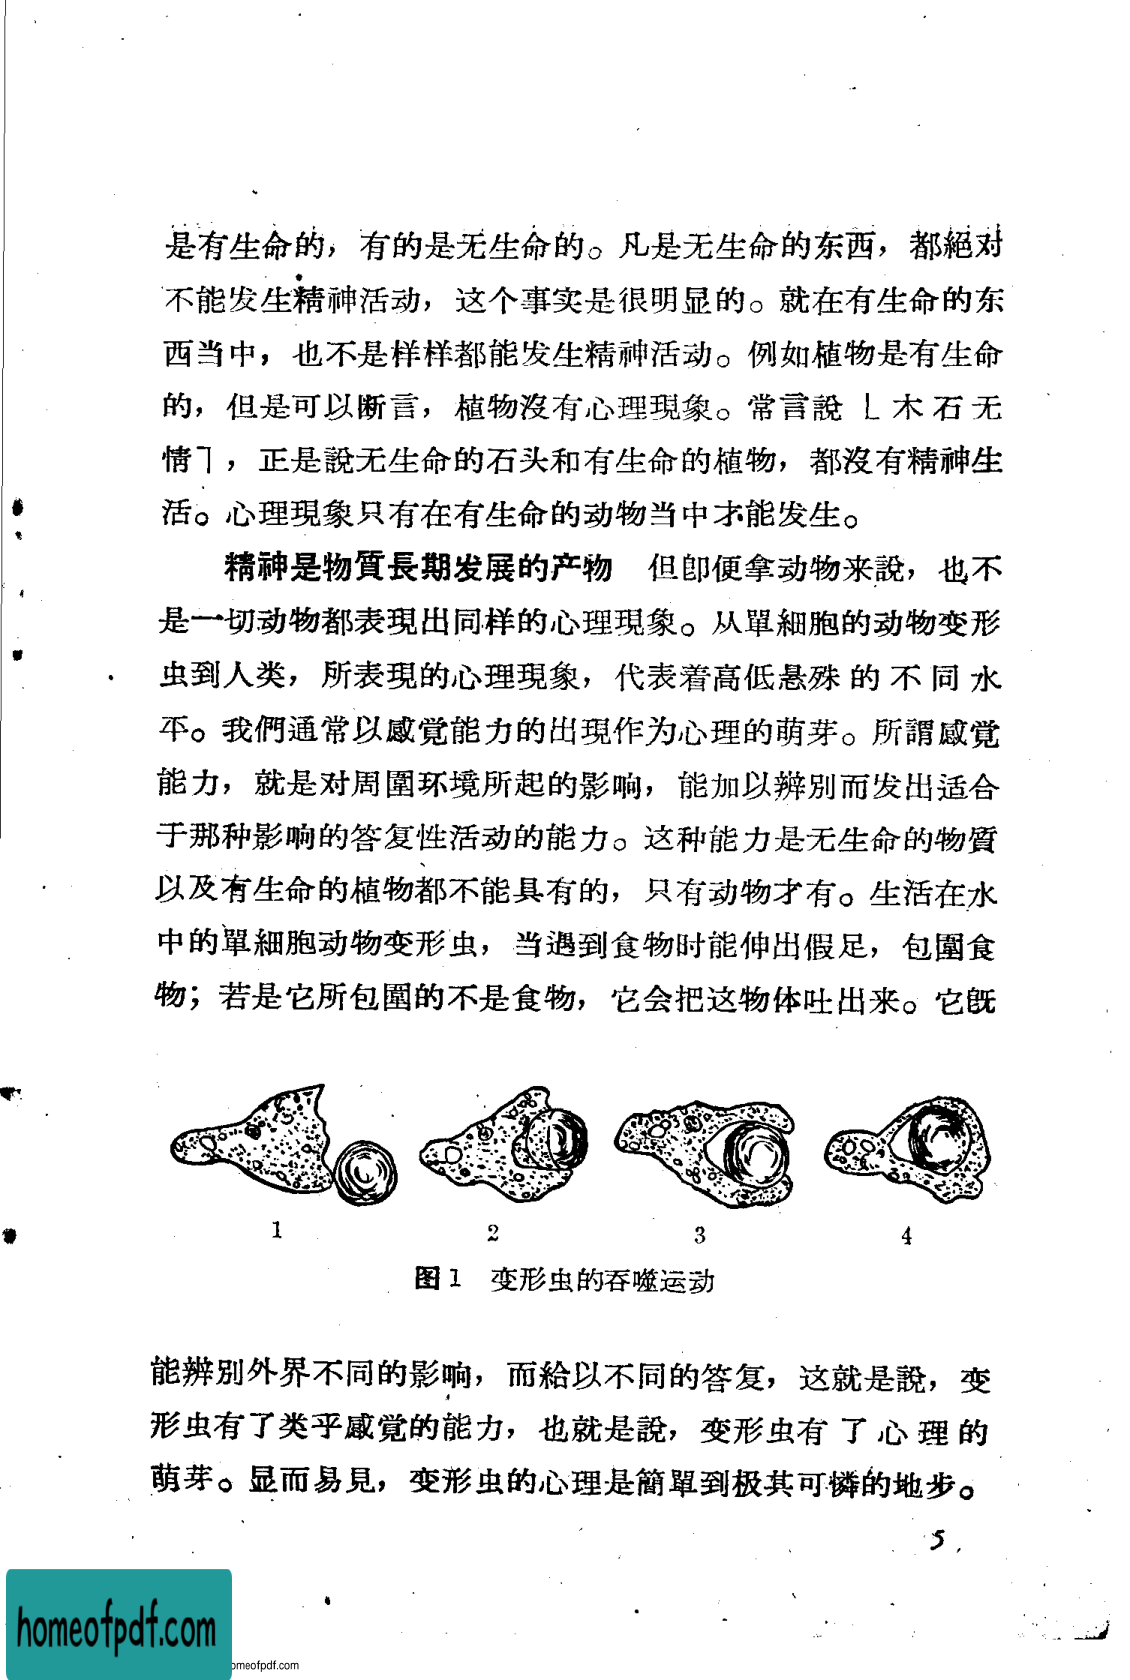 是有生命的，有的是无生命的。凡是无生命的东西，都絕对
不能发生精神活动，这个事实是很明显的。就在有生命的东
西当中，也不是样样都能发生精神活动。例如植物是有生命
的，但是可以断言，植物沒有心理現象。常言說﹂木石无
情﹁，正是說无生命的石头和有生命的植物，都沒有精神生
活。心理現象只有在有生命的动物当中才能发生。
精神是物質長期发展的产物　但卽便拿动物来說，也不
是一切动物都表現出同样的心理現象。从單細胞的动物变形
虫到人类，所表現的心理現象，代表着高低悬殊的不同水
平。我們通常以感覚能力的出現作为心理的萌芽。所謂感覚
能力，就是对周圍环境所起的影响，能加以辨別而发出适合
于那种影响的答复性活动的能力。这种能力是无生命的物質
以及有生命的植物都不能具有的，只有动物才有。生活在水
中的單細胞动物变形虫，当遇到食物时能伸出假足，包圍食
物；若是它所包圍的不是食物，它会把这物体吐出来。它旣
1
2
3
4
图1　变形虫的吞噬运动
能辨別外界不同的影响，而給以不同的答复，这就是說，变
形虫有了类乎感覚的能力，也就是說，变形虫有了心理的
萌芽。显而易見，变形虫的心理是簡單到极其可憐的地步。
5
homeofpdf.com
omeofpdf.com